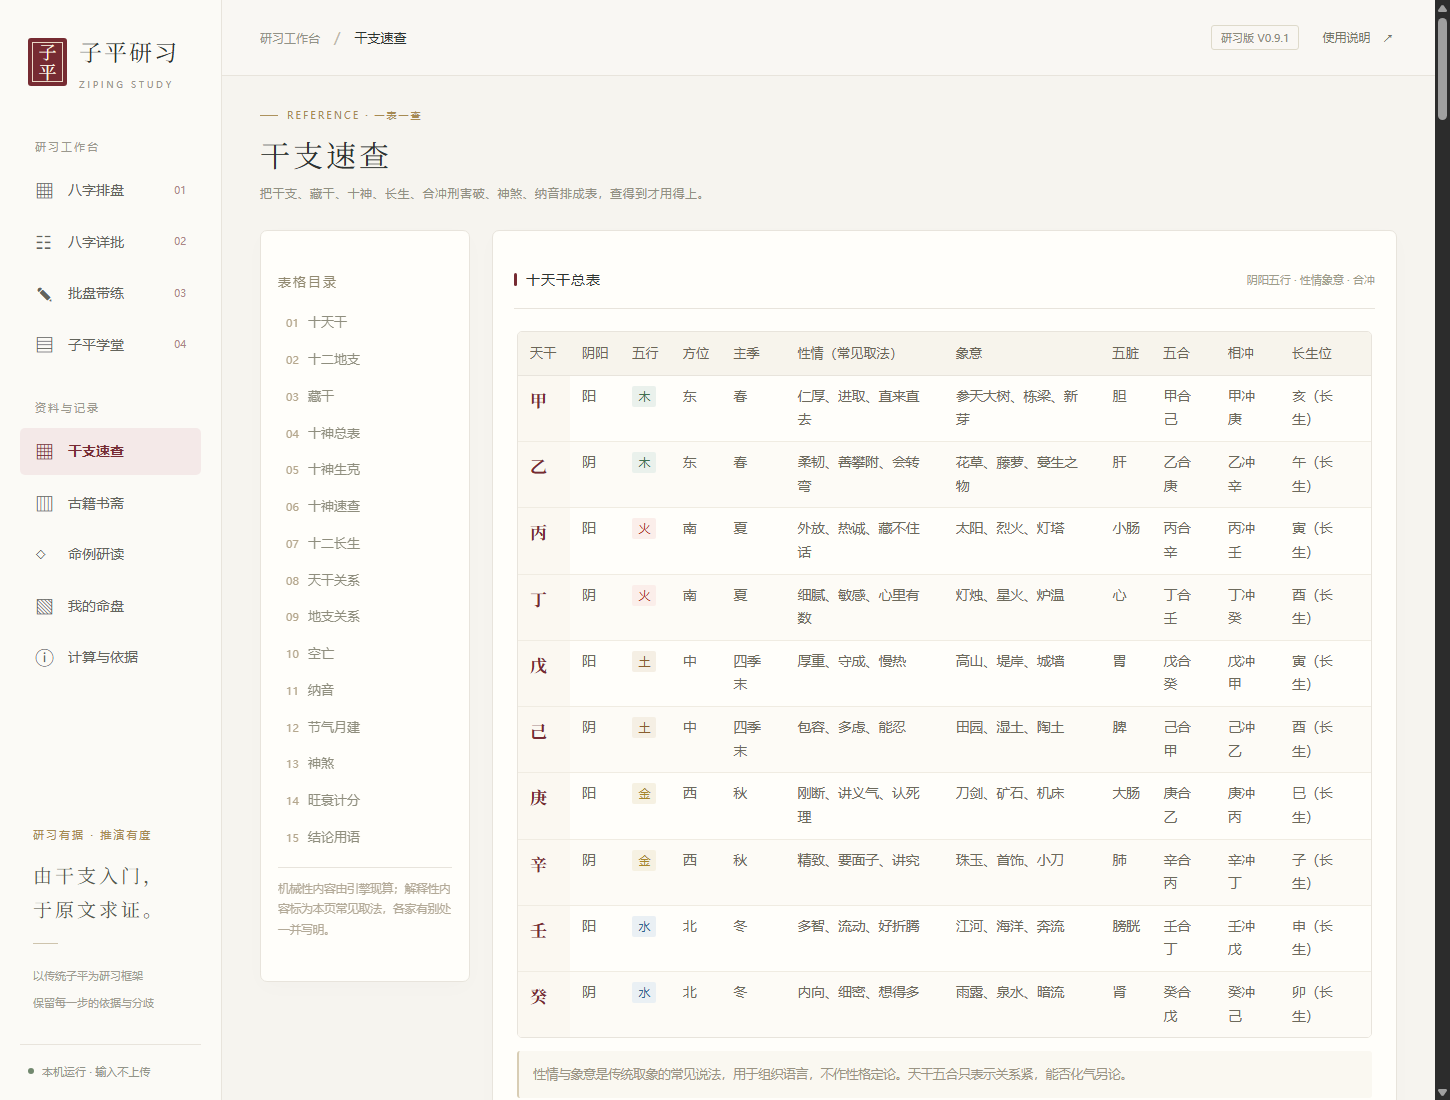 子平
子平研习
ZIPING STUDY
研习工作台
八字排盘 01
八字详批 02
批盘带练 03
子平学堂 04
资料与记录
干支速查
古籍书斋
命例研读
我的命盘
计算与依据
研习有据 · 推演有度
由干支入门，
于原文求证。
以传统子平为研习框架
保留每一步的依据与分歧
本机运行 · 输入不上传
研习工作台 / 干支速查
研习版 V0.9.1 使用说明 ↗
REFERENCE · 一表一查
干支速查
把干支、藏干、十神、长生、合冲刑害破、神煞、纳音排成表，查得到才用得上。
表格目录
01 十天干
02 十二地支
03 藏干
04 十神总表
05 十神生克
06 十神速查
07 十二长生
08 天干关系
09 地支关系
10 空亡
11 纳音
12 节气月建
13 神煞
14 旺衰计分
15 结论用语
机械性内容由引擎现算；解释性内
容标为本页常见取法，各家有别处
一并写明。
十天干总表 阴阳五行 · 性情象意 · 合冲
天干 阴阳 五行 方位 主季 性情（常见取法） 象意 五脏 五合 相冲 长生位
甲 阳 木 东 春 仁厚、进取、直来直 参天大树、栋梁、新 胆 甲合 甲冲 亥（长
去 芽 己 庚 生）
乙 阴 木 东 春 柔韧、善攀附、会转 花草、藤萝、蔓生之 肝 乙合 乙冲 午（长
弯 物 庚 辛 生）
丙 阳 火 南 夏 外放、热诚、藏不住 太阳、烈火、灯塔 小肠 丙合 丙冲 寅（长
话 辛 壬 生）
丁 阴 火 南 夏 细腻、敏感、心里有 灯烛、星火、炉温 心 丁合 丁冲 酉（长
数 壬 癸 生）
戊 阳 土 中 四季 厚重、守成、慢热 高山、堤岸、城墙 胃 戊合 戊冲 寅（长
末 癸 甲 生）
己 阴 土 中 四季 包容、多虑、能忍 田园、湿土、陶土 脾 己合 己冲 酉（长
末 甲 乙 生）
庚 阳 金 西 秋 刚断、讲义气、认死 刀剑、矿石、机床 大肠 庚合 庚冲 巳（长
理 乙 丙 生）
辛 阴 金 西 秋 精致、要面子、讲究 珠玉、首饰、小刀 肺 辛合 辛冲 子（长
丙 丁 生）
壬 阳 水 北 冬 多智、流动、好折腾 江河、海洋、奔流 膀胱 壬合 壬冲 申（长
丁 戊 生）
癸 阴 水 北 冬 内向、细密、想得多 雨露、泉水、暗流 肾 癸合 癸冲 卯（长
戊 己 生）
性情与象意是传统取象的常见说法，用于组织语言，不作性格定论。天干五合只表示关系紧，能否化气另论。